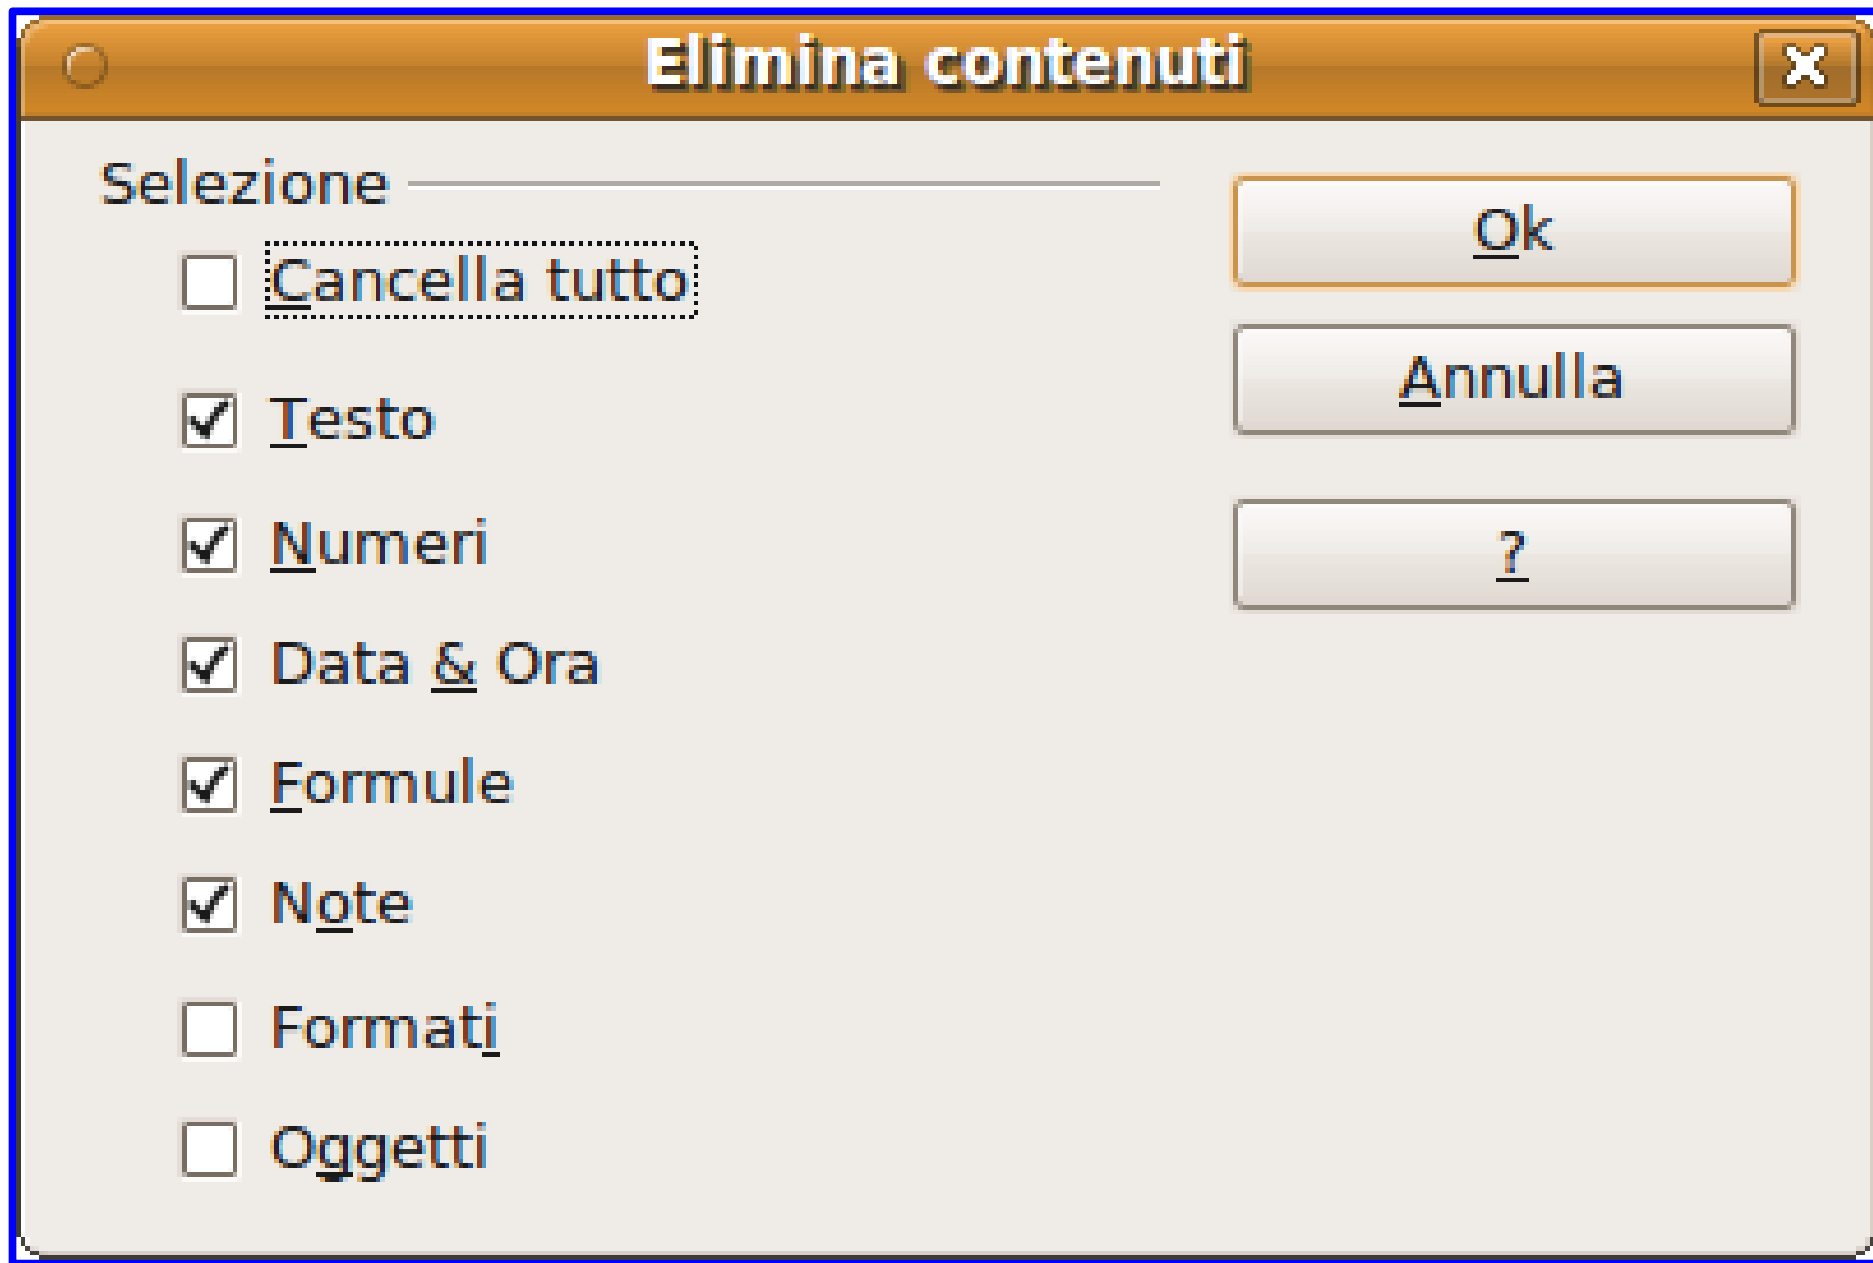 Elimina contenuti
Selezione
Cancella tutto
Testo
Numeri
Data & Ora
Formule
Note
Formati
Oggetti
Ok
Annulla
?